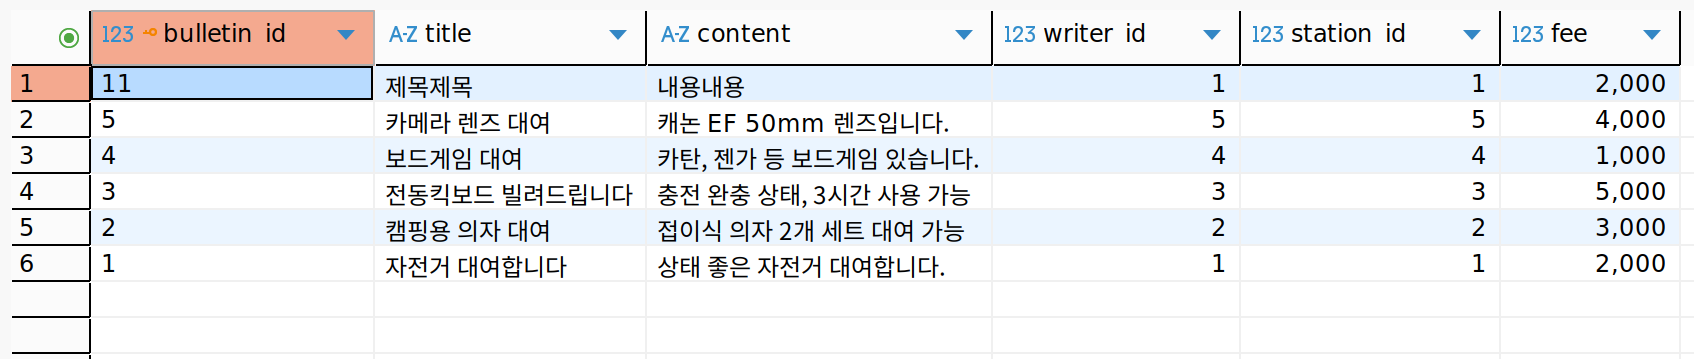 123 bulletin_id A-Z title A-Z content 123 writer_id 123 station_id 123 fee
1 11 제목제목 내용내용 1 1 2,000
2 5 카메라 렌즈 대여 캐논 EF 50mm 렌즈입니다. 5 5 4,000
3 4 보드게임 대여 카탄, 젠가 등 보드게임 있습니다. 4 4 1,000
4 3 전동킥보드 빌려드립니다 충전 완충 상태, 3시간 사용 가능 3 3 5,000
5 2 캠핑용 의자 대여 접이식 의자 2개 세트 대여 가능 2 2 3,000
6 1 자전거 대여합니다 상태 좋은 자전거 대여합니다. 1 1 2,000